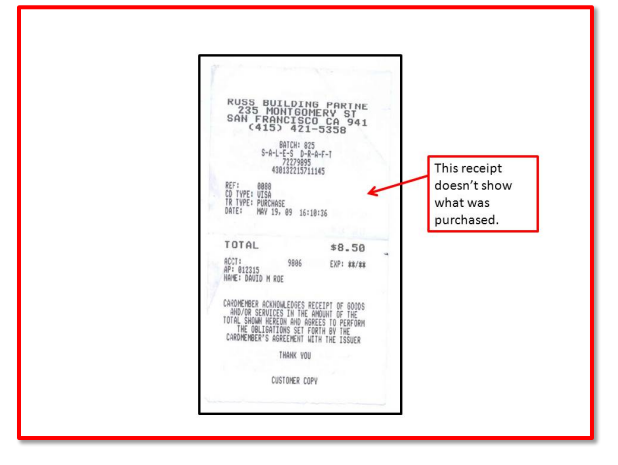 RUSS BUILDING PARTNE
235 MONTGOMERY ST
SAN FRANCISCO CA 941
(415) 421-5358
BATCH: 825
S-A-L-E-S D-R-A-F-T
72279895
430132215711145
REF: 0008
CD TYPE: VISA
TR TYPE: PURCHASE
DATE: MAY 19, 09 16:10:36
TOTAL $8.50
ACCT: 9806 EXP: ##/##
AP: 012315
NAME: DAVID M ROE
CARDMEMBER ACKNOWLEDGES RECEIPT OF GOODS
AND/OR SERVICES IN THE AMOUNT OF THE
TOTAL SHOWN HEREON AND AGREES TO PERFORM
THE OBLIGATIONS SET FORTH BY THE
CARDMEMBER'S AGREEMENT WITH THE ISSUER
THANK YOU
CUSTOMER COPY
This receipt
doesn't show
what was
purchased.